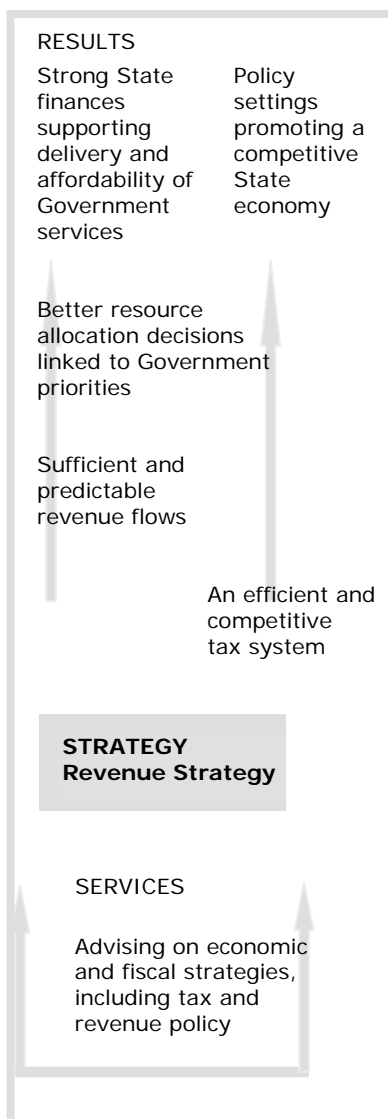 RESULTS
Strong State
finances
supporting
delivery and
affordability of
Government
services
Policy
settings
promoting a
competitive
State
economy
Better resource
allocation decisions
linked to Government
priorities
Sufficient and
predictable
revenue flows
An efficient and
competitive
tax system
STRATEGY
Revenue Strategy
SERVICES
Advising on economic
and fiscal strategies,
including tax and
revenue policy